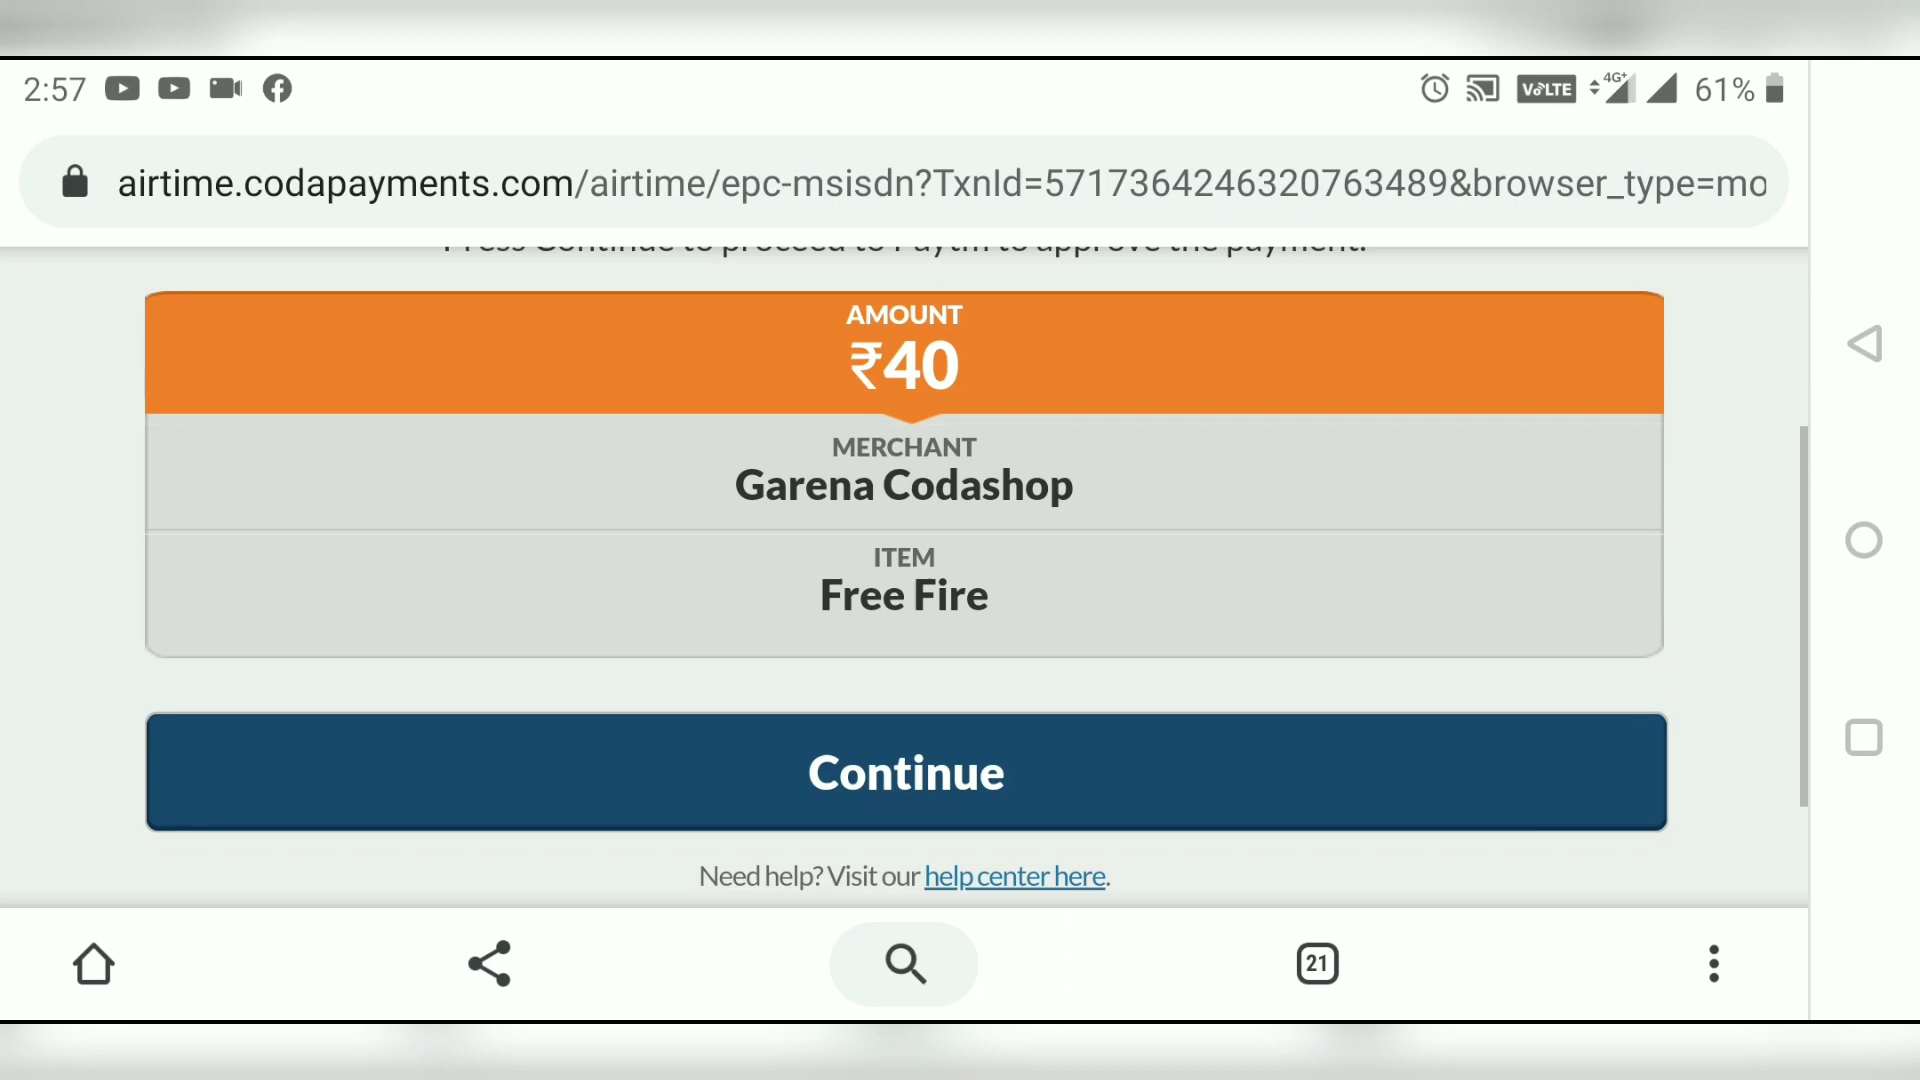 2:57
VoLTE 4G+ 61%
airtime.codapayments.com/airtime/epc-msisdn?TxnId=5717364246320763489&browser_type=mo
Press Continue to proceed to Paytm to approve the payment.
AMOUNT
₹40
MERCHANT
Garena Codashop
ITEM
Free Fire
Continue
Need help? Visit our help center here.
21